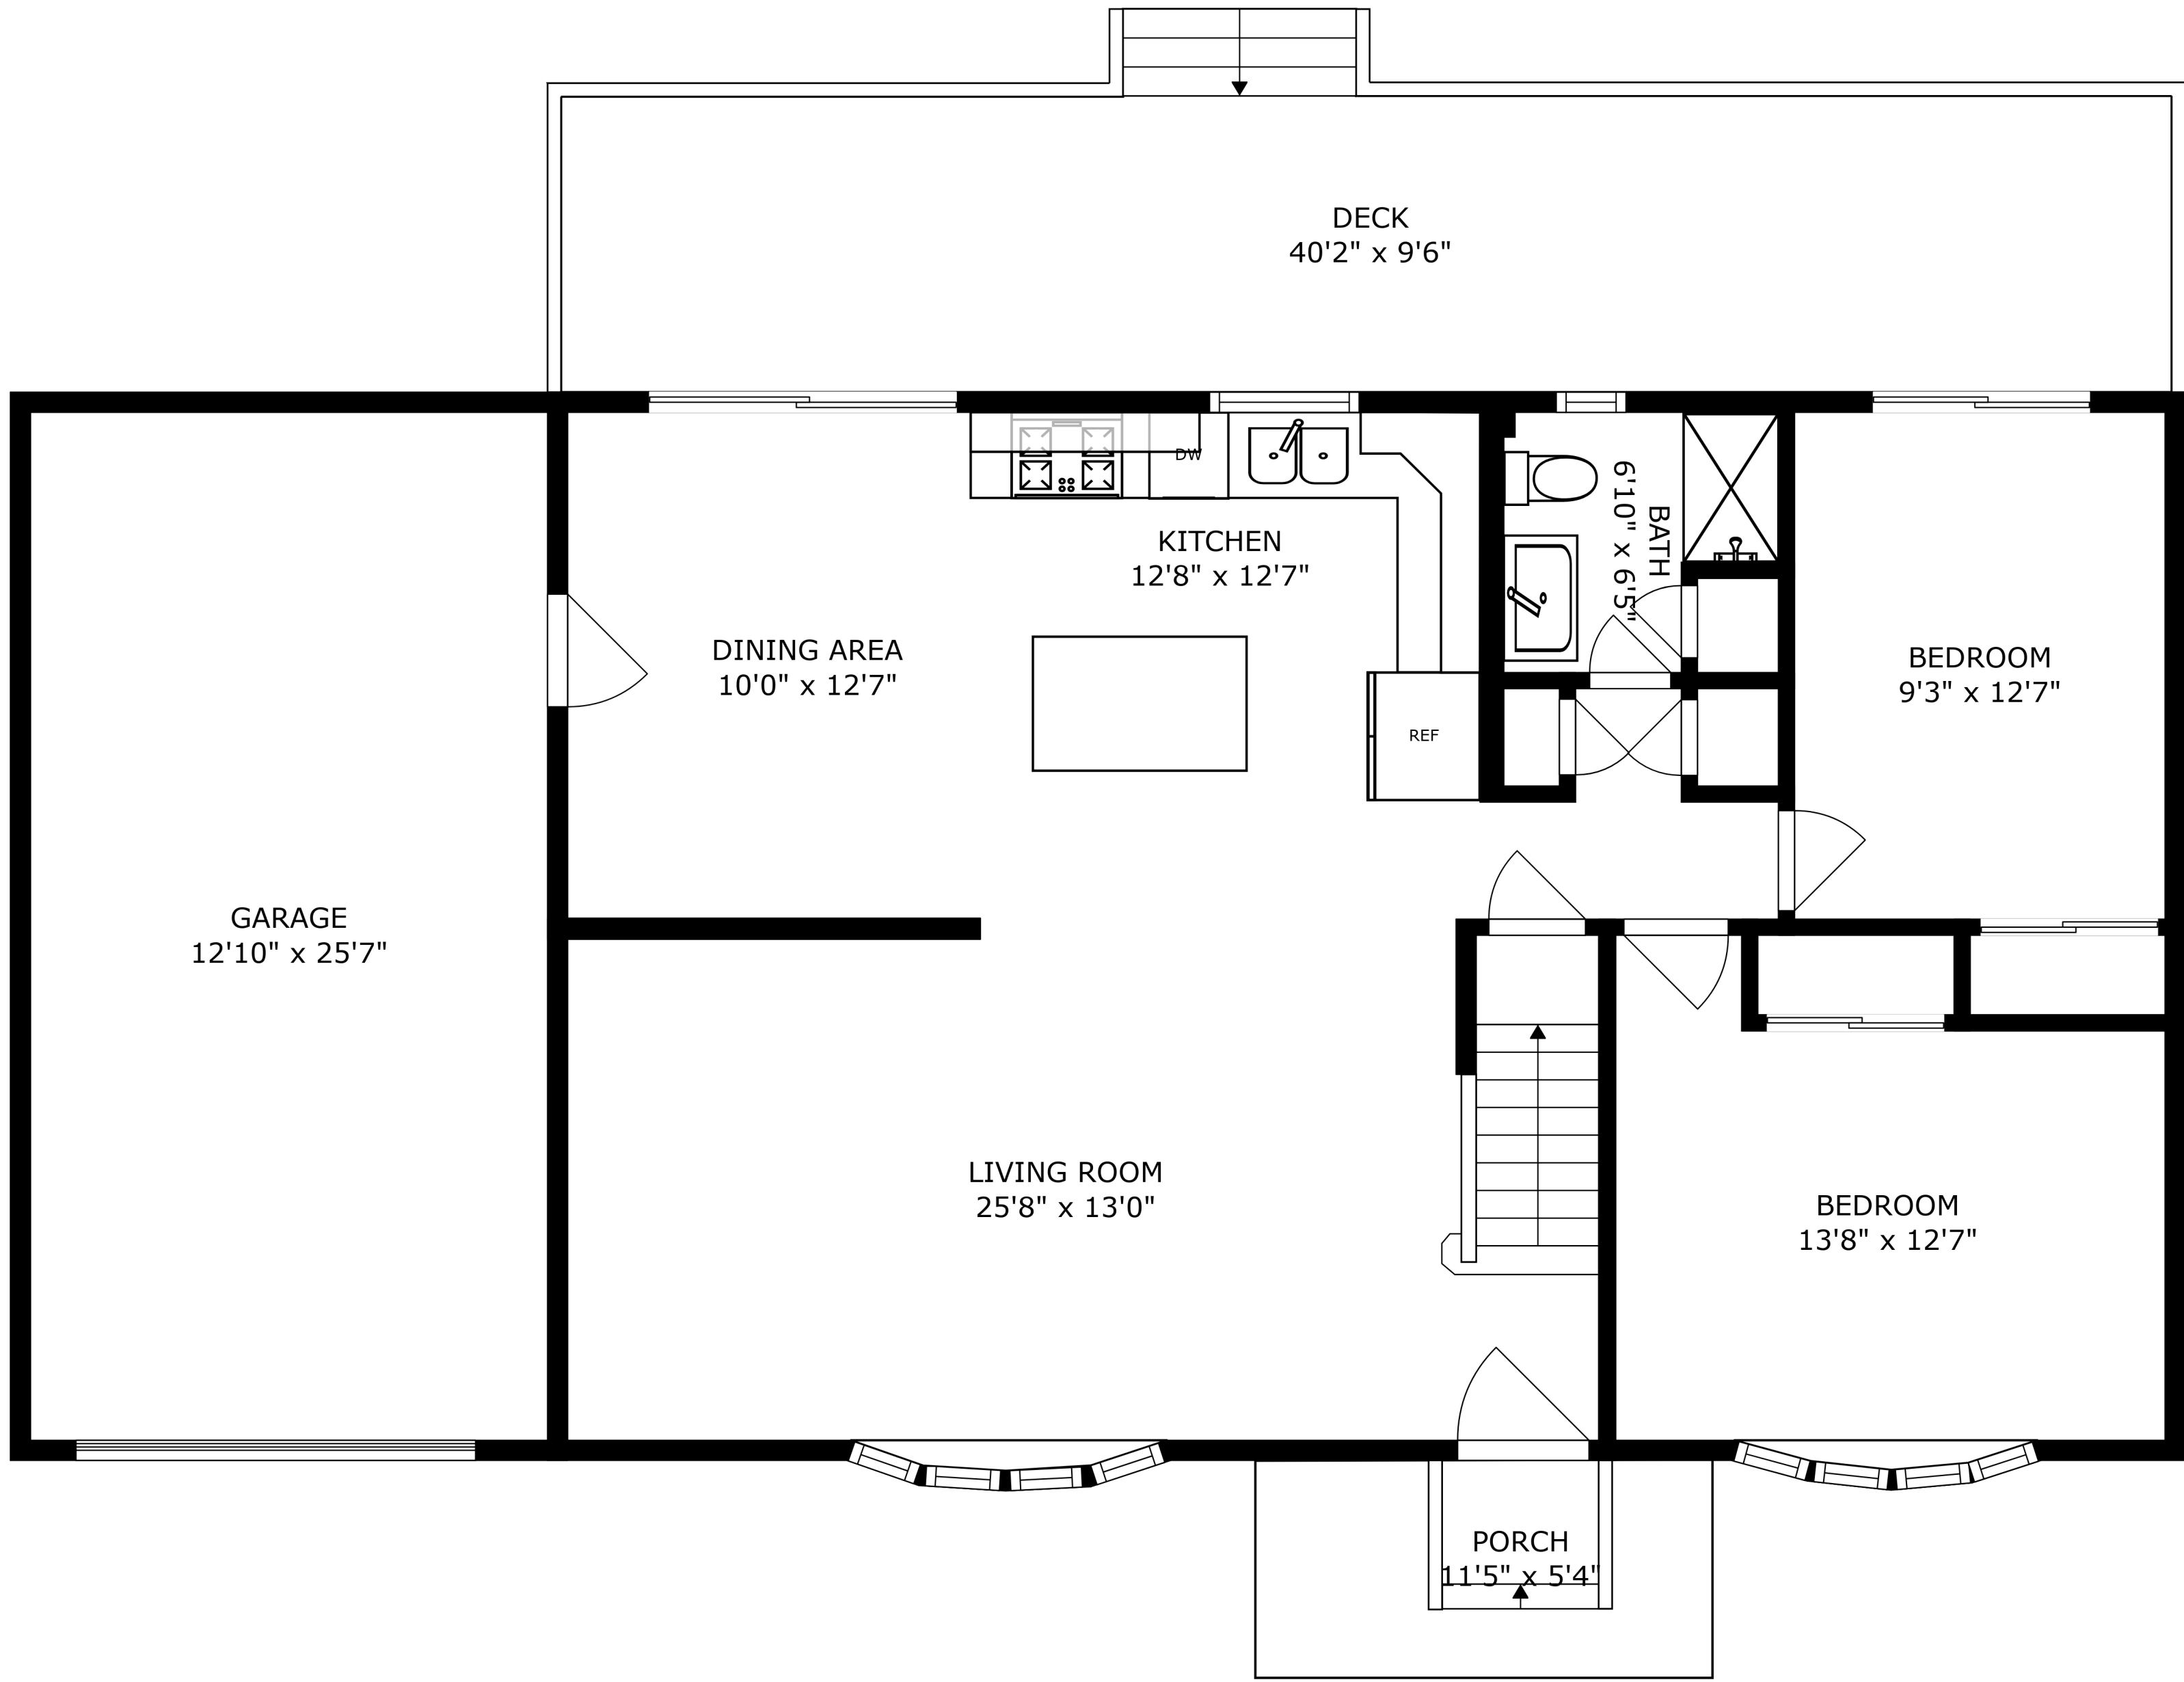 DECK
40'2" x 9'6"
DW
KITCHEN
12'8" x 12'7"
BATH
6'10" x 6'5"
DINING AREA
10'0" x 12'7"
BEDROOM
9'3" x 12'7"
REF
GARAGE
12'10" x 25'7"
LIVING ROOM
25'8" x 13'0"
BEDROOM
13'8" x 12'7"
PORCH
11'5" x 5'4"